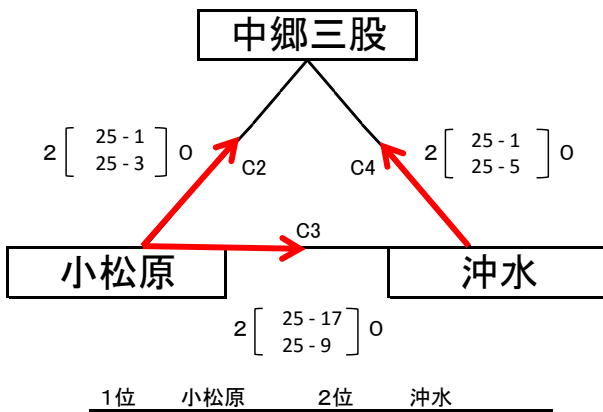 中郷三股
2 [ 25 - 1 ] 0
25 - 3
2 [ 25 - 1 ] 0
25 - 5
C2
C4
C3
小松原
沖水
2 [ 25 - 17 ] 0
25 - 9
1位 小松原 2位 沖水